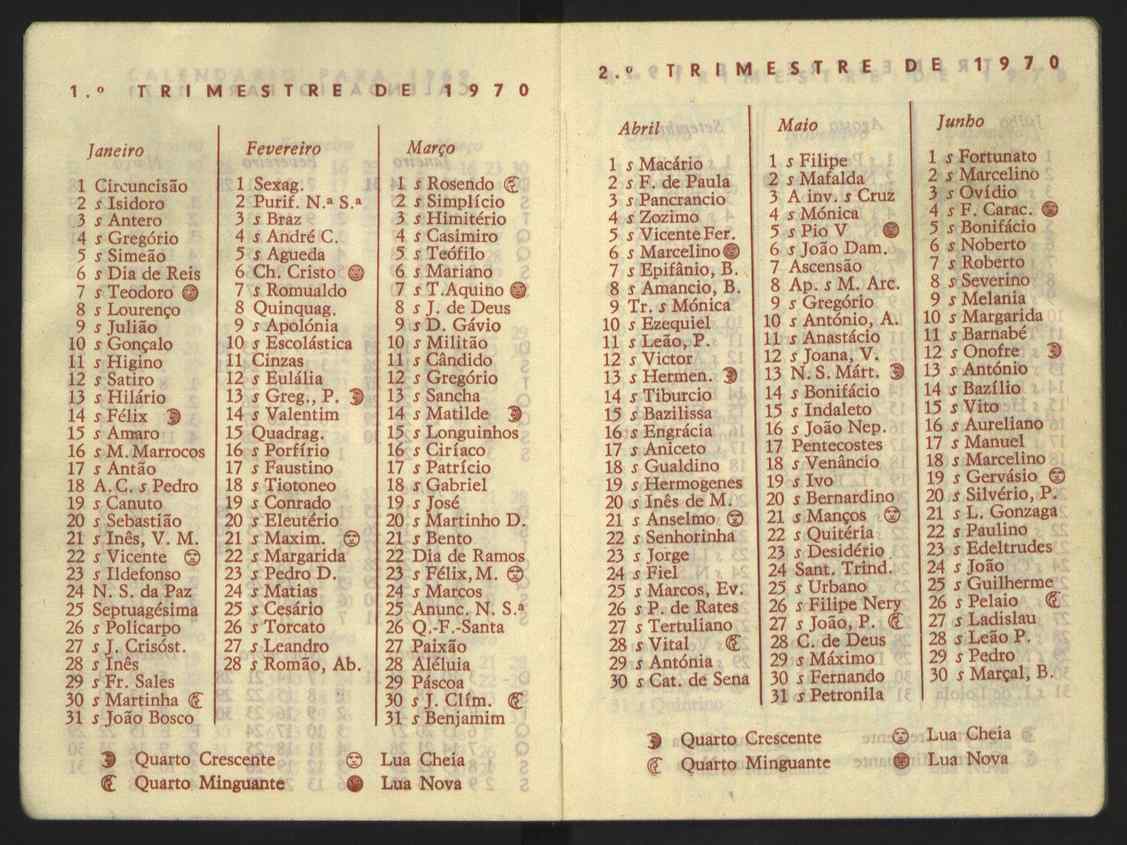 1.º TRIMESTRE DE 1970
Janeiro
1 Circuncisão
2 s Isidoro
3 s Antero
4 s Gregório
5 s Simeão
6 s Dia de Reis
7 s Teodoro
8 s Lourenço
9 s Julião
10 s Gonçalo
11 s Higino
12 s Satiro
13 s Hilário
14 s Félix
15 s Amaro
16 s M. Marrocos
17 s Antão
18 A. C. s Pedro
19 s Canuto
20 s Sebastião
21 s Inês, V. M.
22 s Vicente
23 s Ildefonso
24 N. S. da Paz
25 Septuagésima
26 s Policarpo
27 s J. Crisóst.
28 s Inês
29 s Fr. Sales
30 s Martinha
31 s João Bosco
Fevereiro
1 Sexag.
2 Purif. N.ª S.ª
3 s Braz
4 s André C.
5 s Agueda
6 Ch. Cristo
7 s Romualdo
8 Quinquag.
9 s Apolónia
10 s Escolástica
11 Cinzas
12 s Eulália
13 s Greg., P.
14 s Valentim
15 Quadrag.
16 s Porfírio
17 s Faustino
18 s Tiotoneo
19 s Conrado
20 s Eleutério
21 s Maxim.
22 s Margarida
23 s Pedro D.
24 s Matias
25 s Cesário
26 s Torcato
27 s Leandro
28 s Romão, Ab.
Março
1 s Rosendo
2 s Simplício
3 s Himitério
4 s Casimiro
5 s Teófilo
6 s Mariano
7 s T. Aquino
8 s J. de Deus
9 s D. Gávio
10 s Militão
11 s Cândido
12 s Gregório
13 s Sancha
14 s Matilde
15 s Longuinhos
16 s Ciríaco
17 s Patrício
18 s Gabriel
19 s José
20 s Martinho D.
21 s Bento
22 Dia de Ramos
23 s Félix, M.
24 s Marcos
25 Anunc. N. S.ª
26 Q.-F.-Santa
27 Paixão
28 Aléluia
29 Páscoa
30 s J. Clím.
31 s Benjamim
Quarto Crescente
Lua Cheia
Quarto Minguante
Lua Nova
2.º TRIMESTRE DE 1970
Abril
1 s Macário
2 s F. de Paula
3 s Pancrancio
4 s Zozimo
5 s Vicente Fer.
6 s Marcelino
7 s Epifânio, B.
8 s Amancio, B.
9 Tr. s Mónica
10 s Ezequiel
11 s Leão, P.
12 s Victor
13 s Hermen.
14 s Tiburcio
15 s Bazilissa
16 s Engrácia
17 s Aniceto
18 s Gualdino
19 s Hermogenes
20 s Inês de M.
21 s Anselmo
22 s Senhorinha
23 s Jorge
24 s Fiel
25 s Marcos, Ev.
26 s P. de Rates
27 s Tertuliano
28 s Vital
29 s Antónia
30 s Cat. de Sena
Maio
1 s Filipe
2 s Mafalda
3 A inv. s Cruz
4 s Mónica
5 s Pio V
6 s João Dam.
7 Ascensão
8 Ap. s M. Arc.
9 s Gregório
10 s António, A.
11 s Anastácio
12 s Joana, V.
13 N. S. Márt.
14 s Bonifácio
15 s Indaleto
16 s João Nep.
17 Pentecostes
18 s Venâncio
19 s Ivo
20 s Bernardino
21 s Manços
22 s Quitéria
23 s Desidério
24 Sant. Trind.
25 s Urbano
26 s Filipe Nery
27 s João, P.
28 C. de Deus
29 s Máximo
30 s Fernando
31 s Petronila
Junho
1 s Fortunato
2 s Marcelino
3 s Ovídio
4 s F. Carac.
5 s Bonifácio
6 s Noberto
7 s Roberto
8 s Severino
9 s Melania
10 s Margarida
11 s Barnabé
12 s Onofre
13 s António
14 s Bazílio
15 s Vito
16 s Aureliano
17 s Manuel
18 s Marcelino
19 s Gervásio
20 s Silvério, P.
21 s L. Gonzaga
22 s Paulino
23 s Edeltrudes
24 s João
25 s Guilherme
26 s Pelaio
27 s Ladislau
28 s Leão P.
29 s Pedro
30 s Marçal, B.
Quarto Crescente
Lua Cheia
Quarto Minguante
Lua Nova